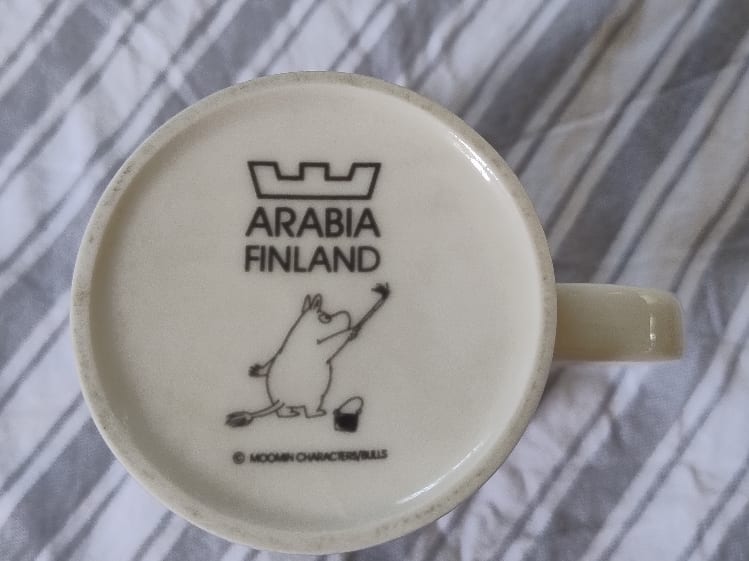 ARABIA
FINLAND
© MOOMIN CHARACTERS/BULLS